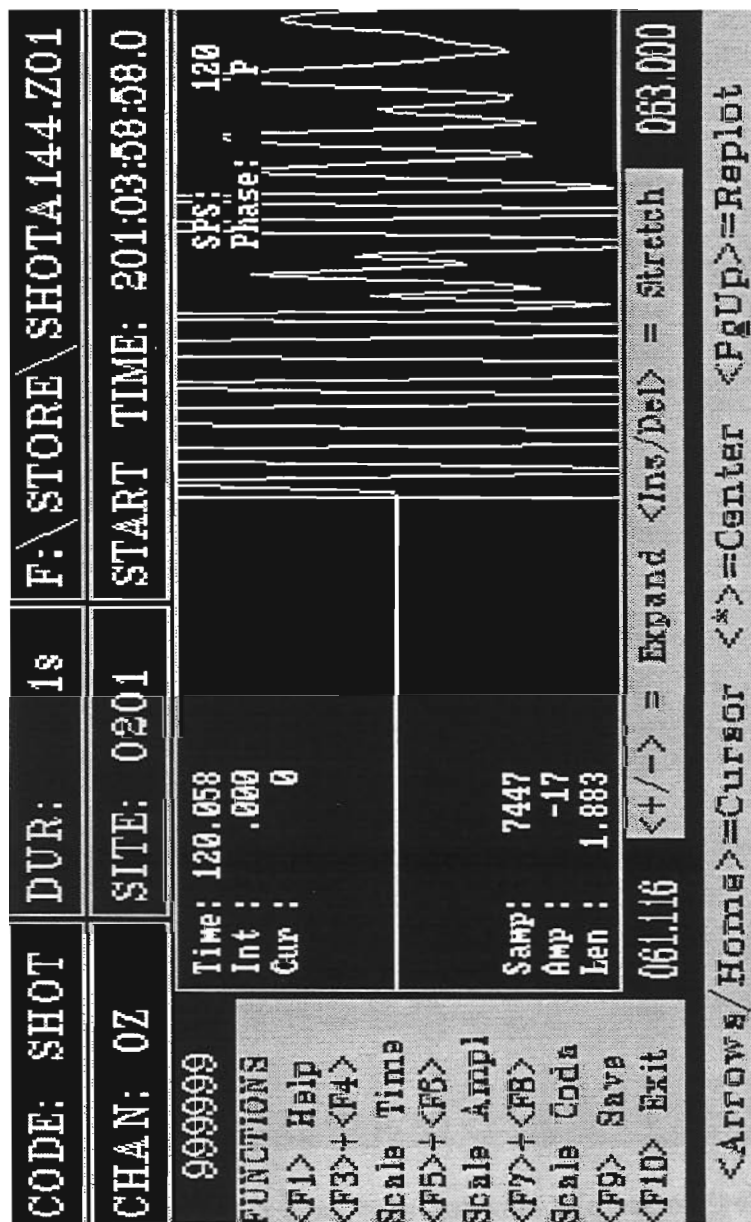 CODE: SHOT DUR: 1s F:\STORE\SHOTA144.Z01
CHAN: 0Z SITE: 0201 START TIME: 201:03:58:58.0
999999
FUNCTIONS
<F1> Help
<F3>+<F4>
Scale Time
<F5>+<F6>
Scale Ampl
<F7>+<F8>
Scale Coda
<F9> Save
<F10> Exit
Time: 120.058
Int : .000
Cur : 0
SPS: 120
Phase: "P
Samp: 7447
Amp : -17
Len : 1.883
061.116 <+/-> = Expand <Ins/Del> = Stretch 063.000
<Arrows/Home>=Cursor <*>=Center <PgUp>=Replot